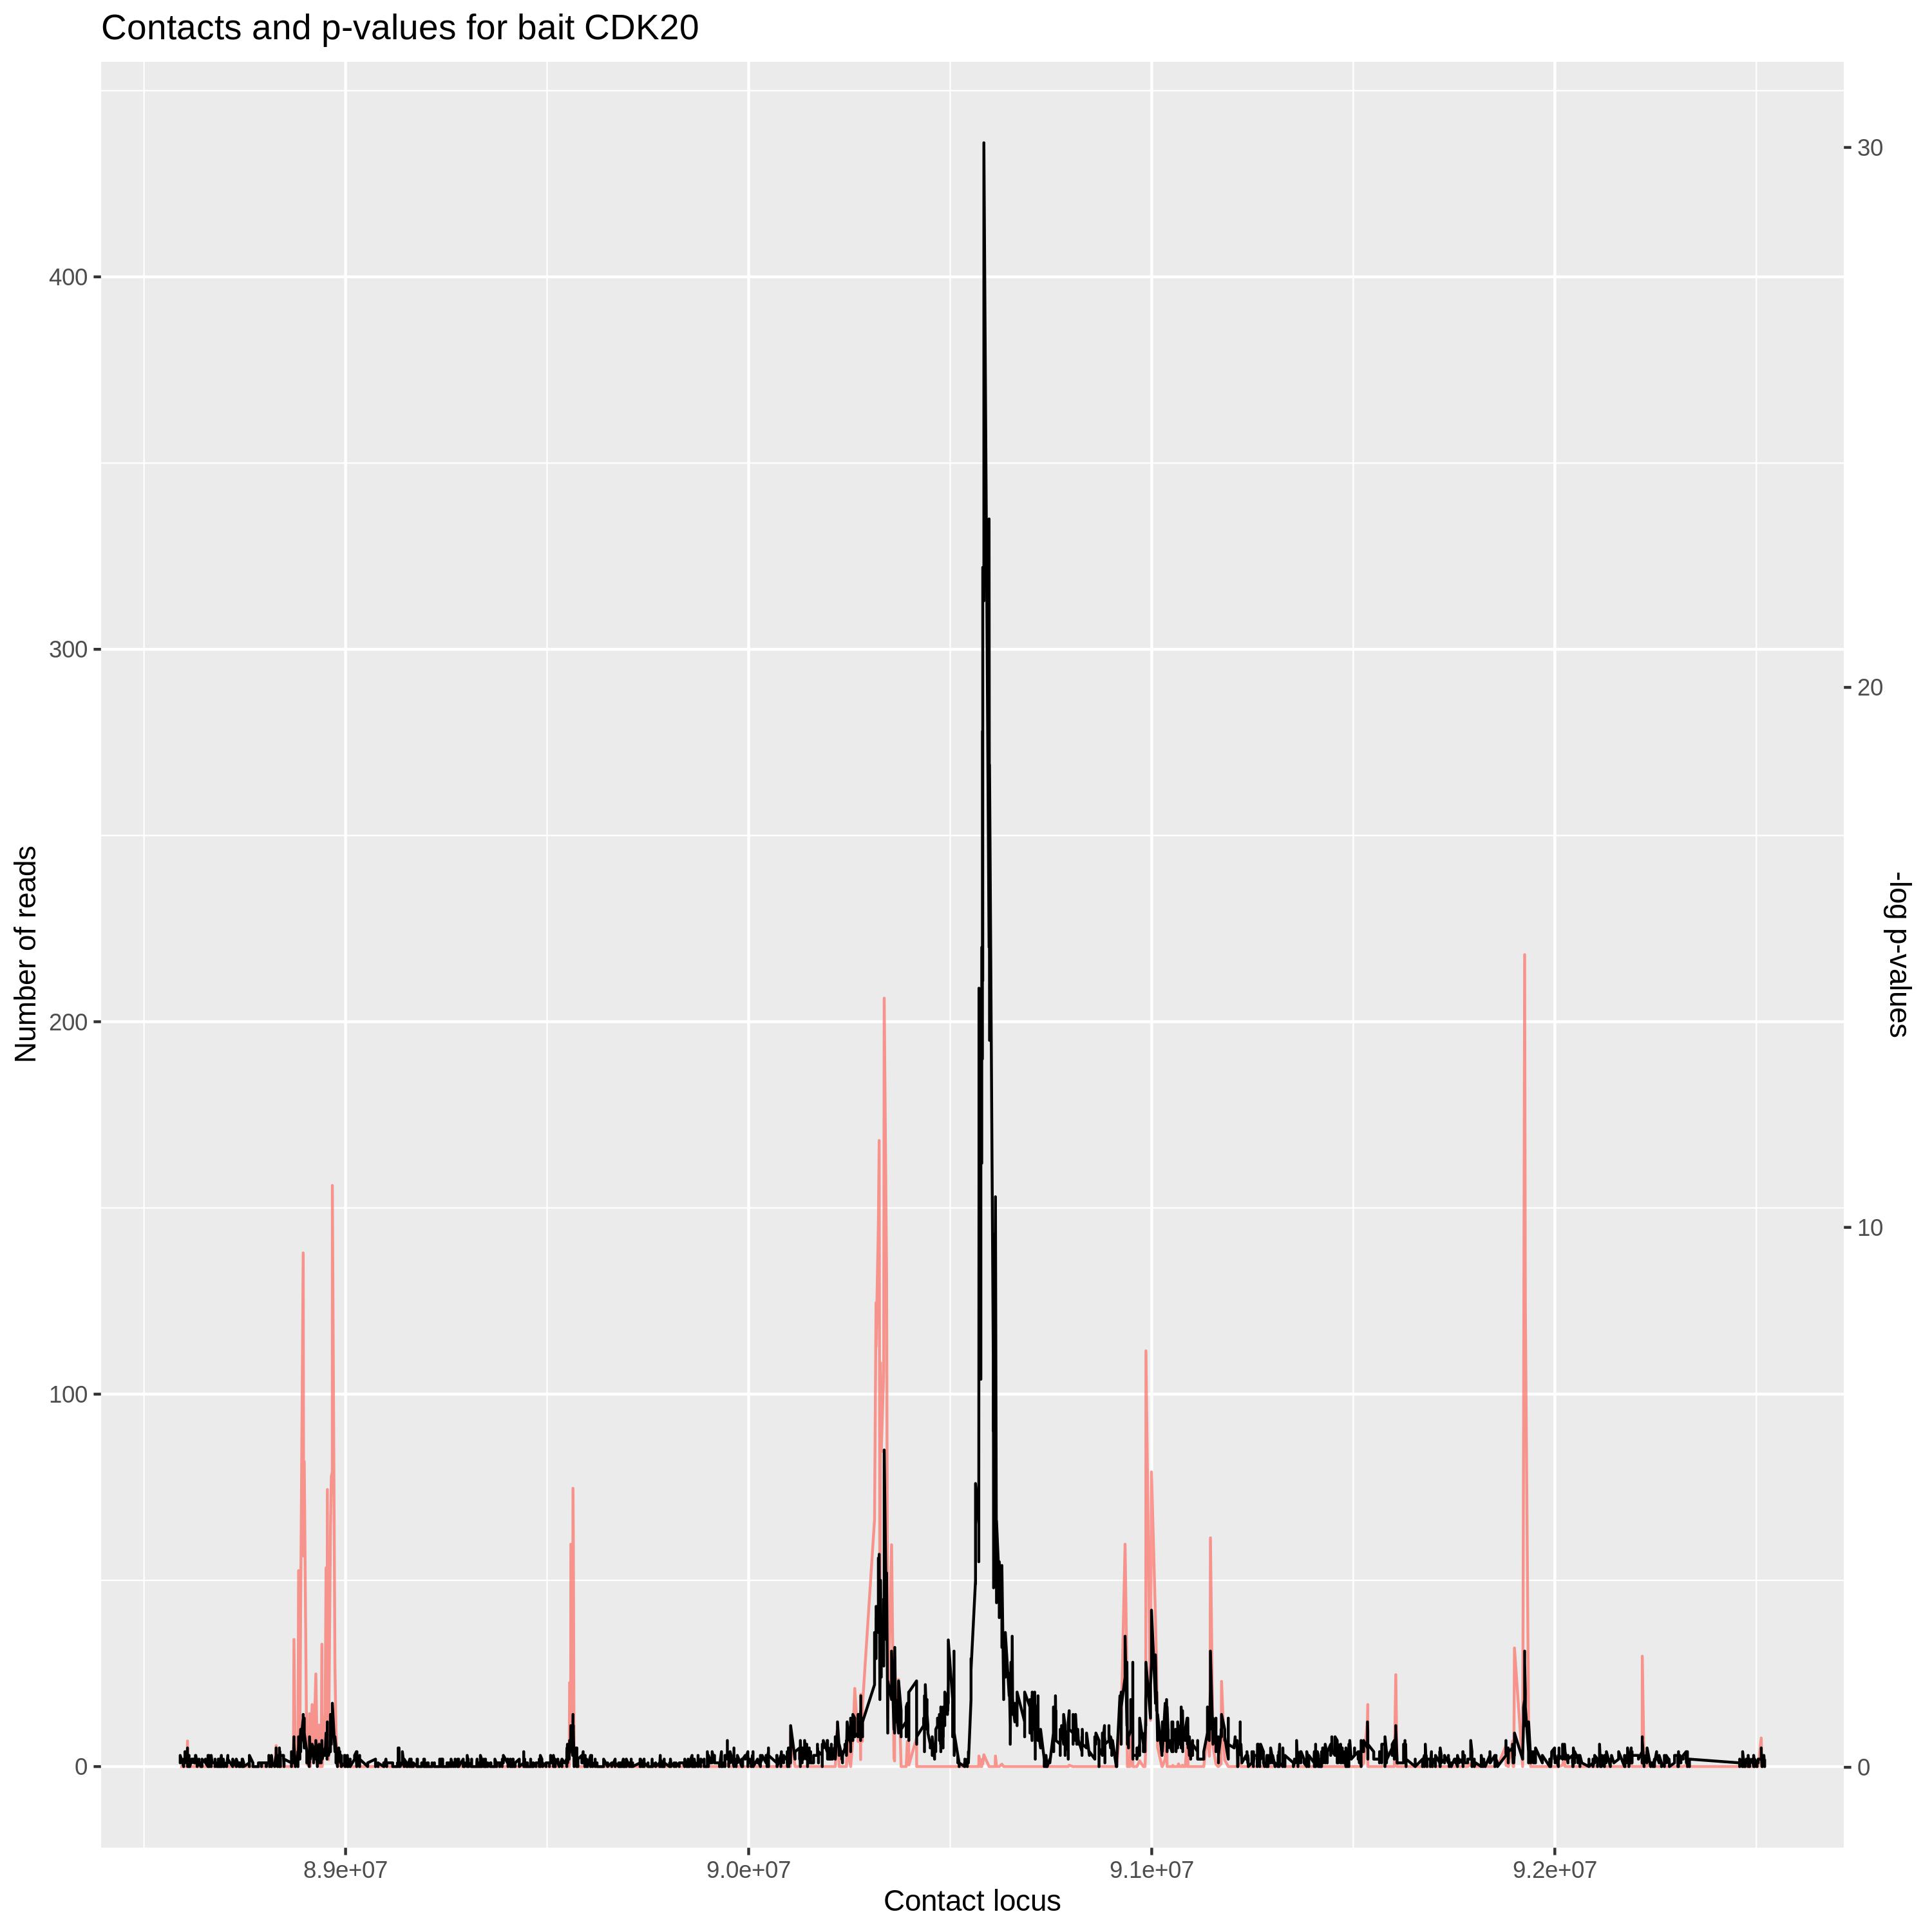 Contacts and p-values for bait CDK20
Number of reads
400
300
200
100
0
30
20
10
0
-log p-values
8.9e+07
9.0e+07
9.1e+07
9.2e+07
Contact locus